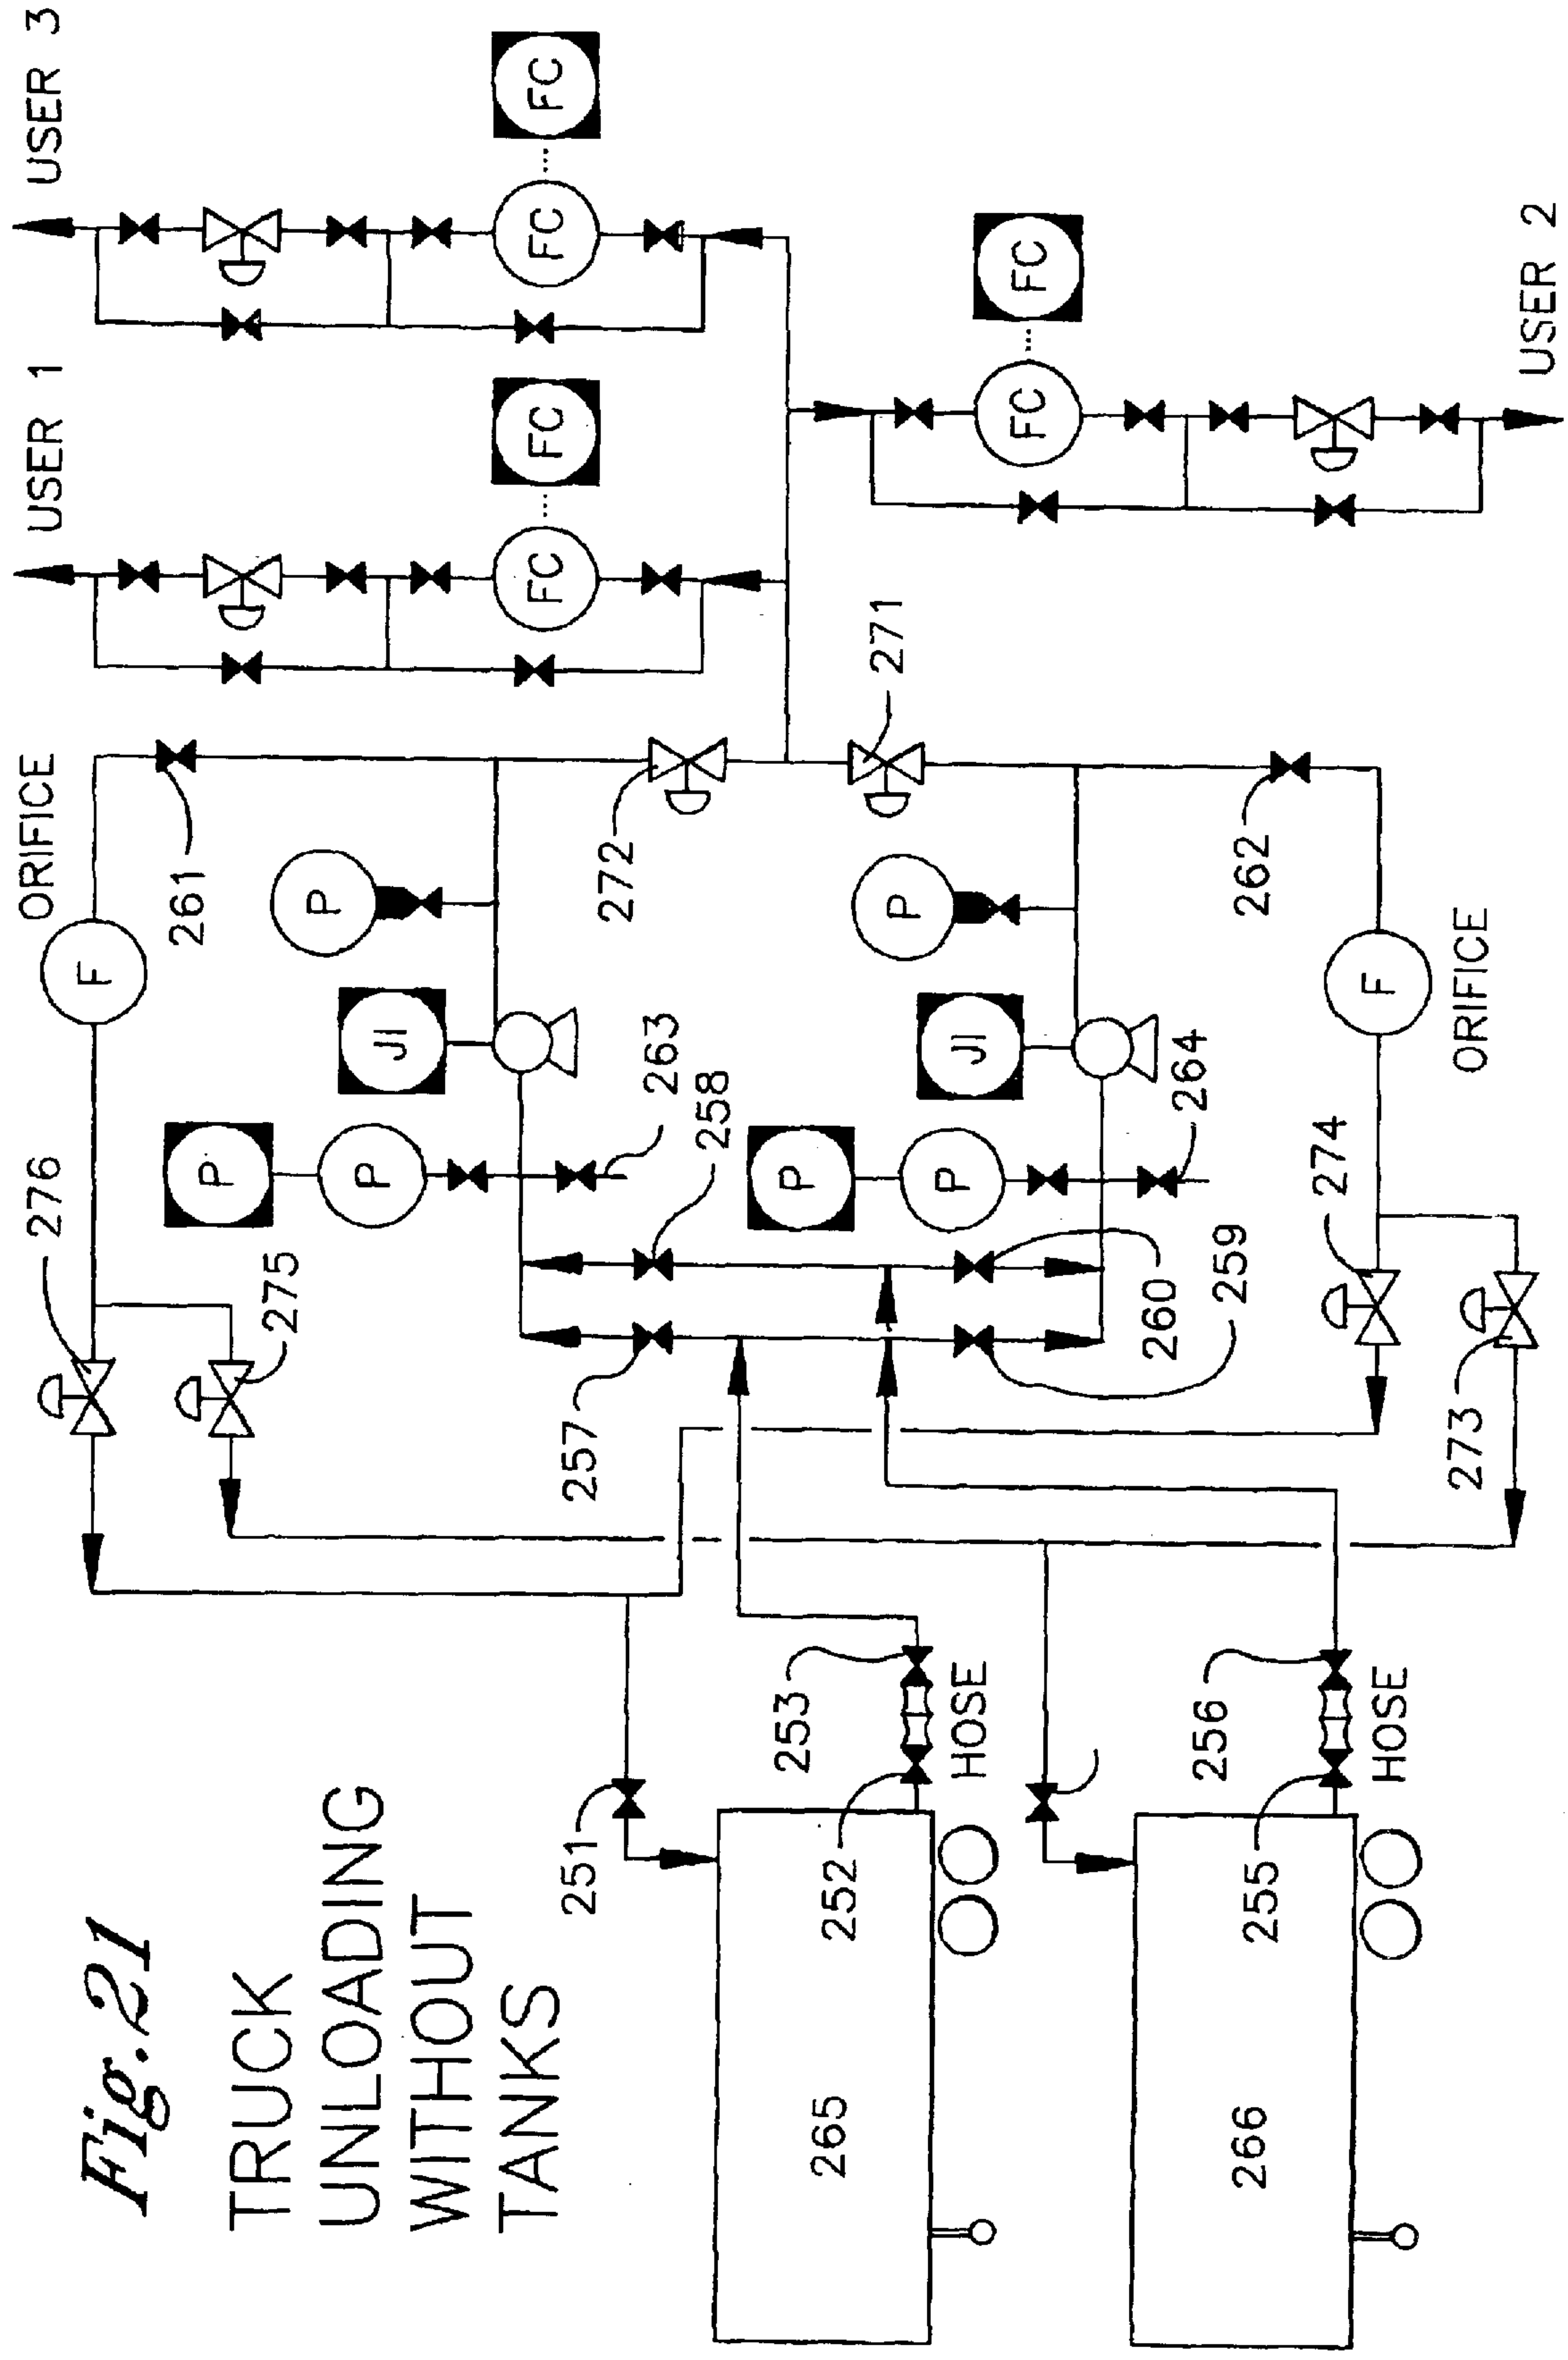 Fig. 21
TRUCK
UNLOADING
WITHOUT
TANKS
276
ORIFICE
USER 1
USER 3
F
261
P
275
P
P
JI
FC
FC
FC
FC
251
257
272
263
258
253
P
265
252
271
P
P
HOSE
JI
FC
FC
260
264
256
259
266
255
262
274
F
HOSE
273
ORIFICE
USER 2